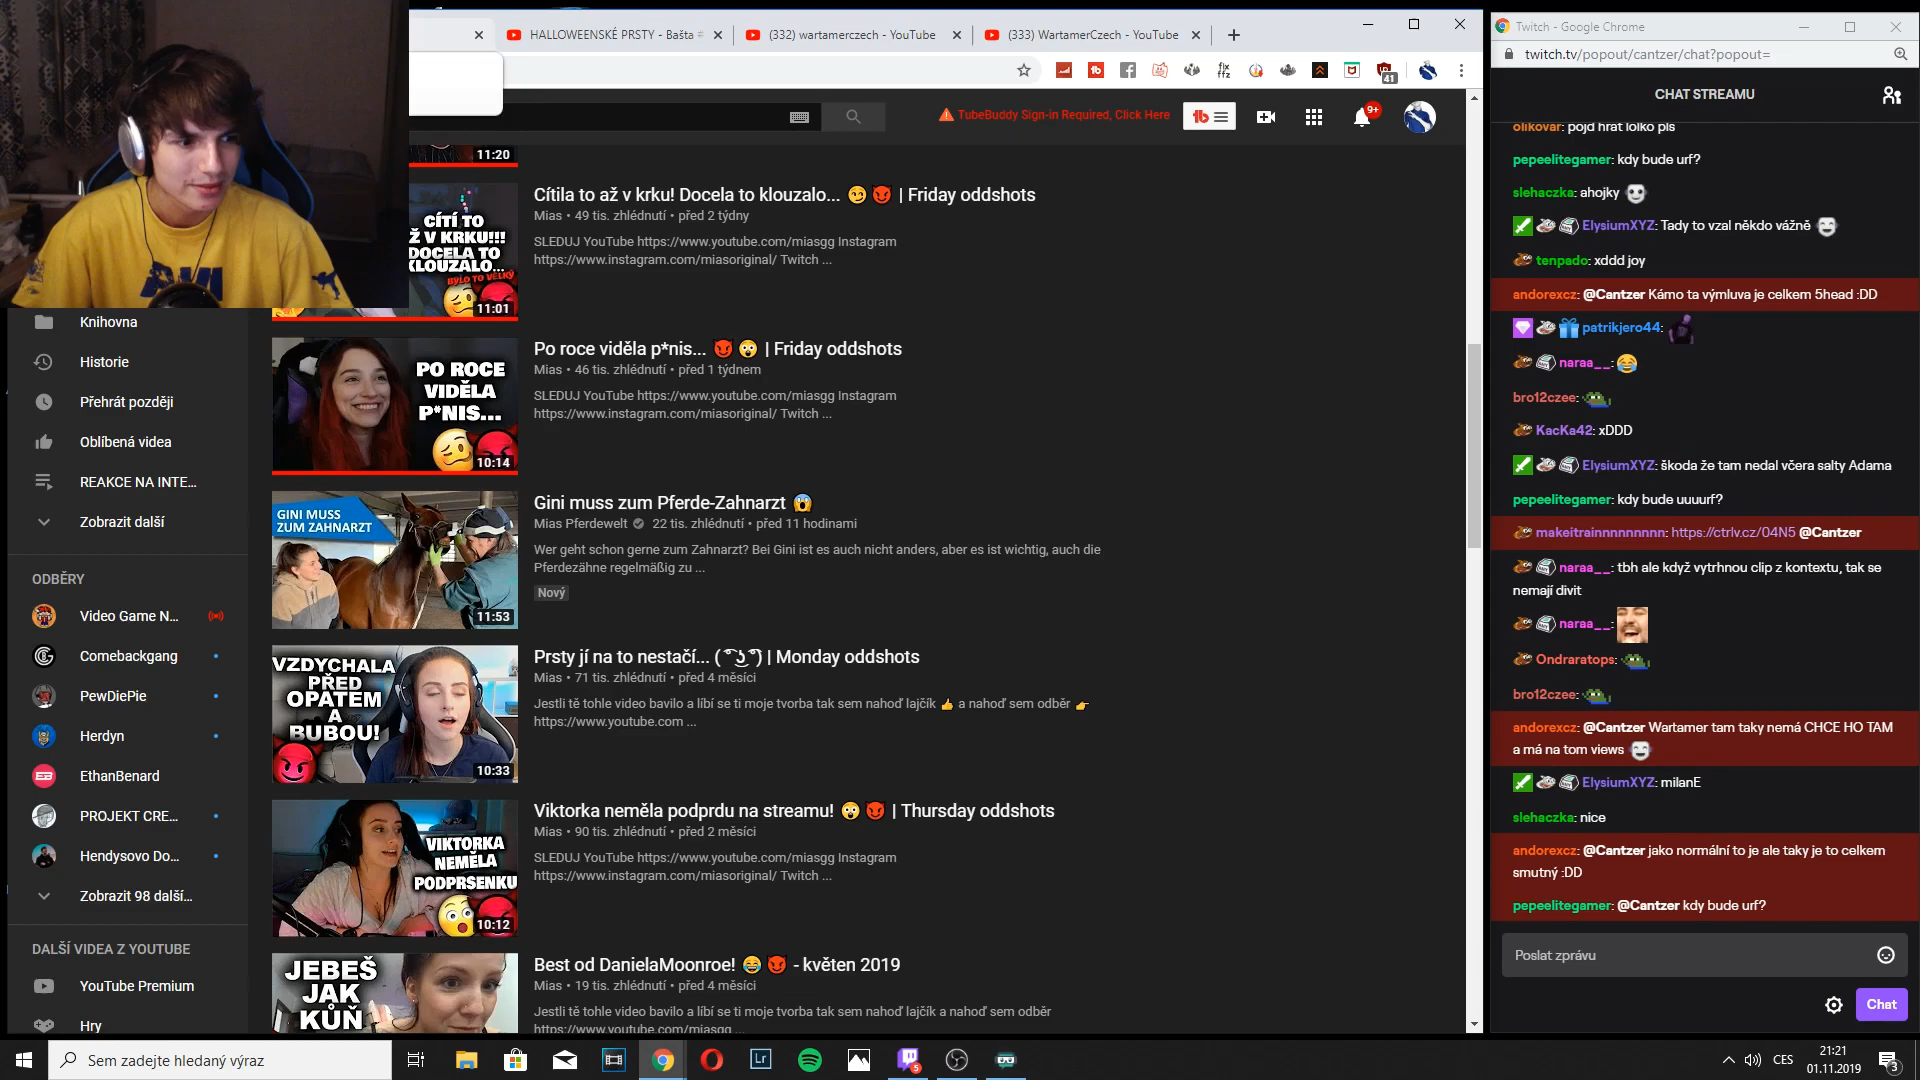 HALLOWEENSKÉ PRSTY - Bašta #
(332) wartamerczech - YouTube
(333) WartamerCzech - YouTube
41
TubeBuddy Sign-in Required, Click Here
9+
11:20
CÍTÍ TO
Ž V KRKU!!!
DOCELA TO
KLOUZALO...
BYLO TO VELKÝ
11:01
Cítila to až v krku! Docela to klouzalo... 😏 😈 | Friday oddshots
Mias • 49 tis. zhlédnutí • před 2 týdny
SLEDUJ YouTube https://www.youtube.com/miasgg Instagram
https://www.instagram.com/miasoriginal/ Twitch ...
PO ROCE
VIDĚLA
P*NIS...
10:14
Po roce viděla p*nis... 😈 😲 | Friday oddshots
Mias • 46 tis. zhlédnutí • před 1 týdnem
SLEDUJ YouTube https://www.youtube.com/miasgg Instagram
https://www.instagram.com/miasoriginal/ Twitch ...
GINI MUSS
ZUM ZAHNARZT
11:53
Gini muss zum Pferde-Zahnarzt 😱
Mias Pferdewelt 22 tis. zhlédnutí • před 11 hodinami
Wer geht schon gerne zum Zahnarzt? Bei Gini ist es auch nicht anders, aber es ist wichtig, auch die
Pferdezähne regelmäßig zu ...
Nový
VZDYCHALA
PŘED
OPATEM
A
BUBOU!
10:33
Prsty jí na to nestačí... ( ͡° ͜ʖ ͡°) | Monday oddshots
Mias • 71 tis. zhlédnutí • před 4 měsíci
Jestli tě tohle video bavilo a líbí se ti moje tvorba tak sem nahoď lajčík 👍 a nahoď sem odběr 👉
https://www.youtube.com ...
VIKTORKA
NEMĚLA
PODPRSENKU
10:12
Viktorka neměla podprdu na streamu! 😲 😈 | Thursday oddshots
Mias • 90 tis. zhlédnutí • před 2 měsíci
SLEDUJ YouTube https://www.youtube.com/miasgg Instagram
https://www.instagram.com/miasoriginal/ Twitch ...
JEBEŠ
JAK
KŮŇ
Best od DanielaMoonroe! 😂 😈 - květen 2019
Mias • 19 tis. zhlédnutí • před 4 měsíci
Jestli tě tohle video bavilo a líbí se ti moje tvorba tak sem nahoď lajčík a nahoď sem odběr
https://www.youtube.com/miasgg ...
Knihovna
Historie
Přehrát později
Oblíbená videa
REAKCE NA INTE...
Zobrazit další
ODBĚRY
Video Game N...
Comebackgang
PewDiePie
Herdyn
EthanBenard
PROJEKT CRE...
Hendysovo Do...
Zobrazit 98 další...
DALŠÍ VIDEA Z YOUTUBE
YouTube Premium
Hry
Twitch - Google Chrome
twitch.tv/popout/cantzer/chat?popout=
CHAT STREAMU
olikovar: pojd hrát lolko pls
pepeelitegamer: kdy bude urf?
slehaczka: ahojky
ElysiumXYZ: Tady to vzal někdo vážně
tenpado: xddd joy
andorexcz: @Cantzer Kámo ta výmluva je celkem 5head :DD
patrikjero44:
naraa__: 😂
bro12czee:
KacKa42: xDDD
ElysiumXYZ: škoda že tam nedal včera salty Adama
pepeelitegamer: kdy bude uuuurf?
makeitrainnnnnnnnn: https://ctrlv.cz/04N5 @Cantzer
naraa__: tbh ale když vytrhnou clip z kontextu, tak se
nemají divit
naraa__:
Ondraratops:
bro12czee:
andorexcz: @Cantzer Wartamer tam taky nemá CHCE HO TAM
a má na tom views
ElysiumXYZ: milanE
slehaczka: nice
andorexcz: @Cantzer jako normální to je ale taky je to celkem
smutný :DD
pepeelitegamer: @Cantzer kdy bude urf?
Poslat zprávu
Chat
Sem zadejte hledaný výraz
Lr
5
CES
21:21
01.11.2019
3